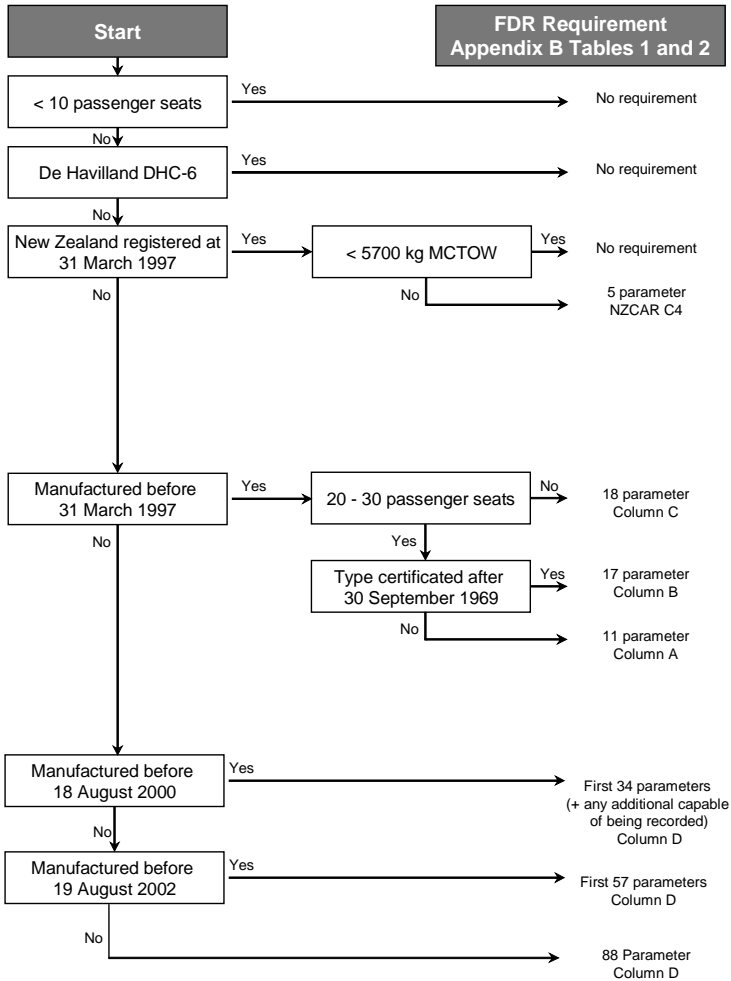 Start
FDR Requirement
Appendix B Tables 1 and 2
< 10 passenger seats
Yes
No requirement
No
De Havilland DHC-6
Yes
No requirement
No
New Zealand registered at
31 March 1997
Yes
< 5700 kg MCTOW
Yes
No requirement
No
No
5 parameter
NZCAR C4
Manufactured before
31 March 1997
Yes
20 - 30 passenger seats
No
18 parameter
Column C
No
Yes
Type certificated after
30 September 1969
Yes
17 parameter
Column B
No
11 parameter
Column A
Manufactured before
18 August 2000
Yes
First 34 parameters
(+ any additional capable
of being recorded)
Column D
No
Manufactured before
19 August 2002
Yes
First 57 parameters
Column D
No
88 Parameter
Column D